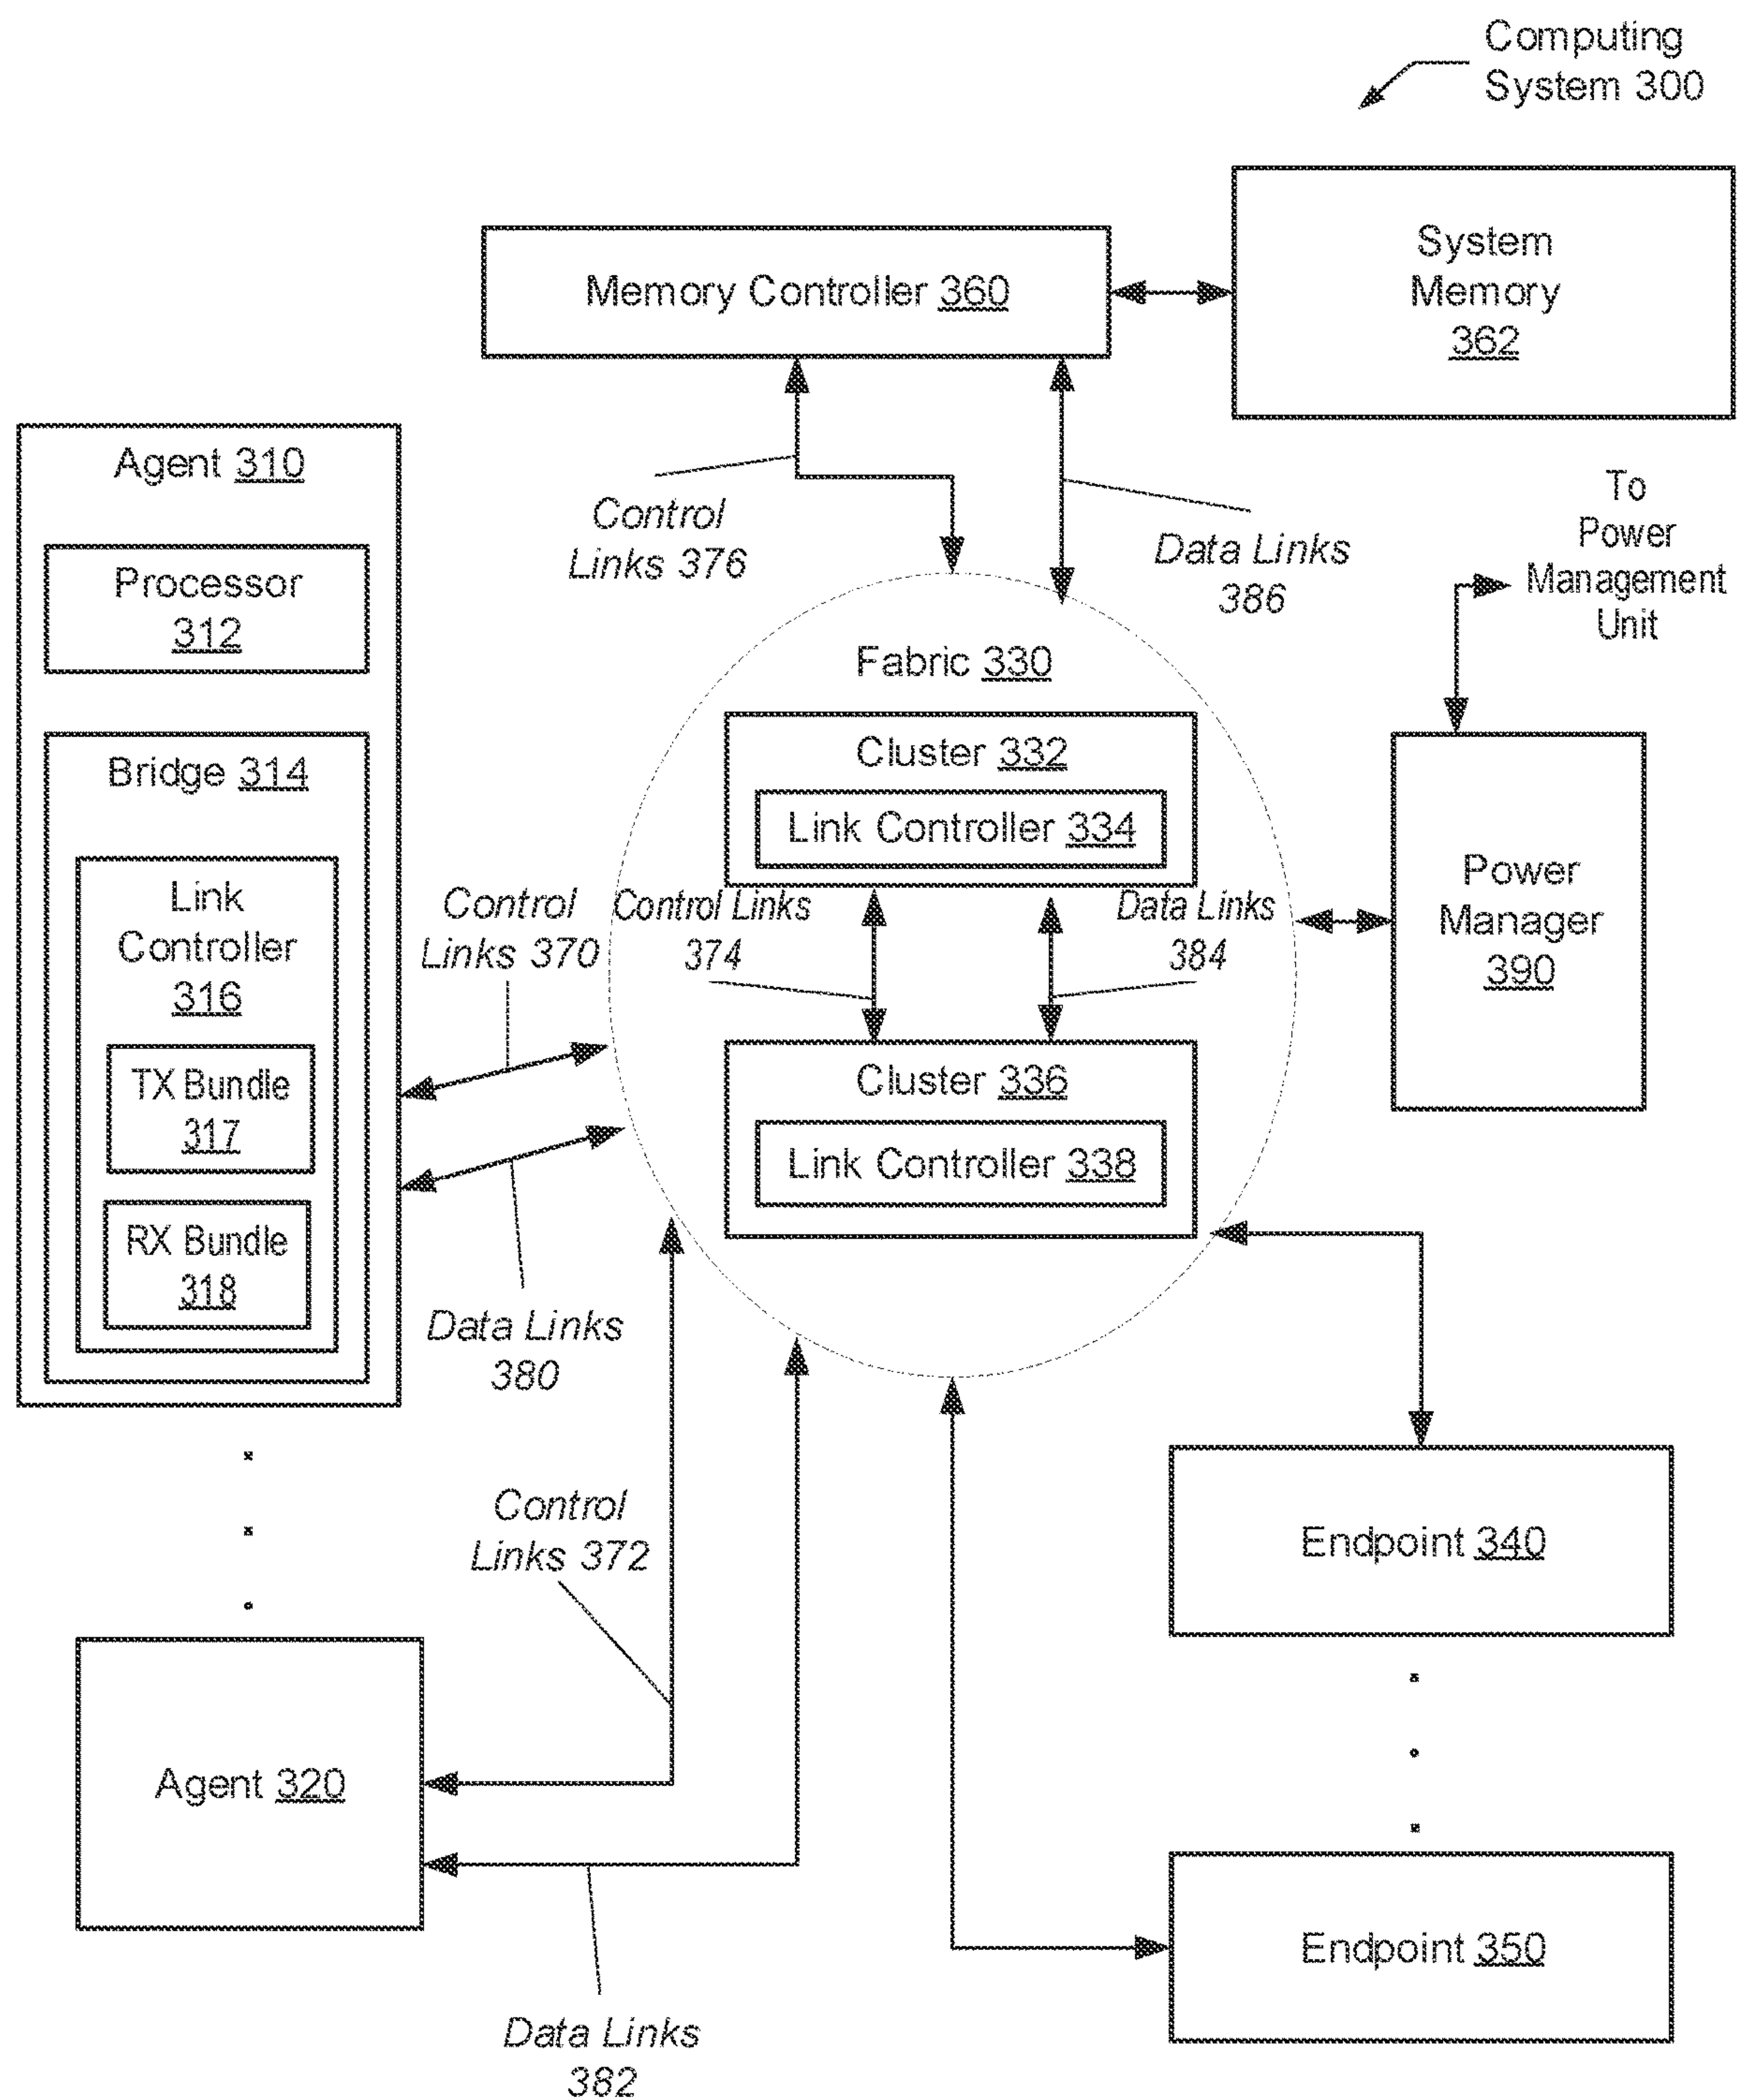 Computing
System 300
System
Memory
362
Memory Controller 360
Agent 310
Processor
312
Bridge 314
Link
Controller
316
TX Bundle
317
RX Bundle
318
Control
Links 376
Data Links
386
To
Power
Management
Unit
Fabric 330
Cluster 332
Link Controller 334
Control
Links 370
Control Links
374
Data Links
384
Power
Manager
390
Cluster 336
Link Controller 338
Data Links
380
Control
Links 372
Endpoint 340
Agent 320
Endpoint 350
Data Links
382